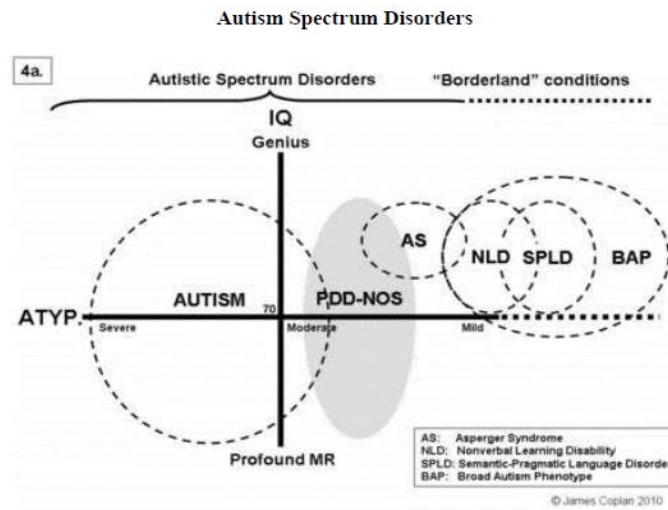 Autism Spectrum Disorders
4a.
Autistic Spectrum Disorders
"Borderland" conditions
IQ
Genius
AS
NLD
SPLD
BAP
AUTISM
PDD-NOS
70
ATYP.
Severe
Moderate
Mild
Profound MR
AS: Asperger Syndrome
NLD: Nonverbal Learning Disability
SPLD: Semantic-Pragmatic Language Disorde
BAP: Broad Autism Phenotype
© James Coplan 2010